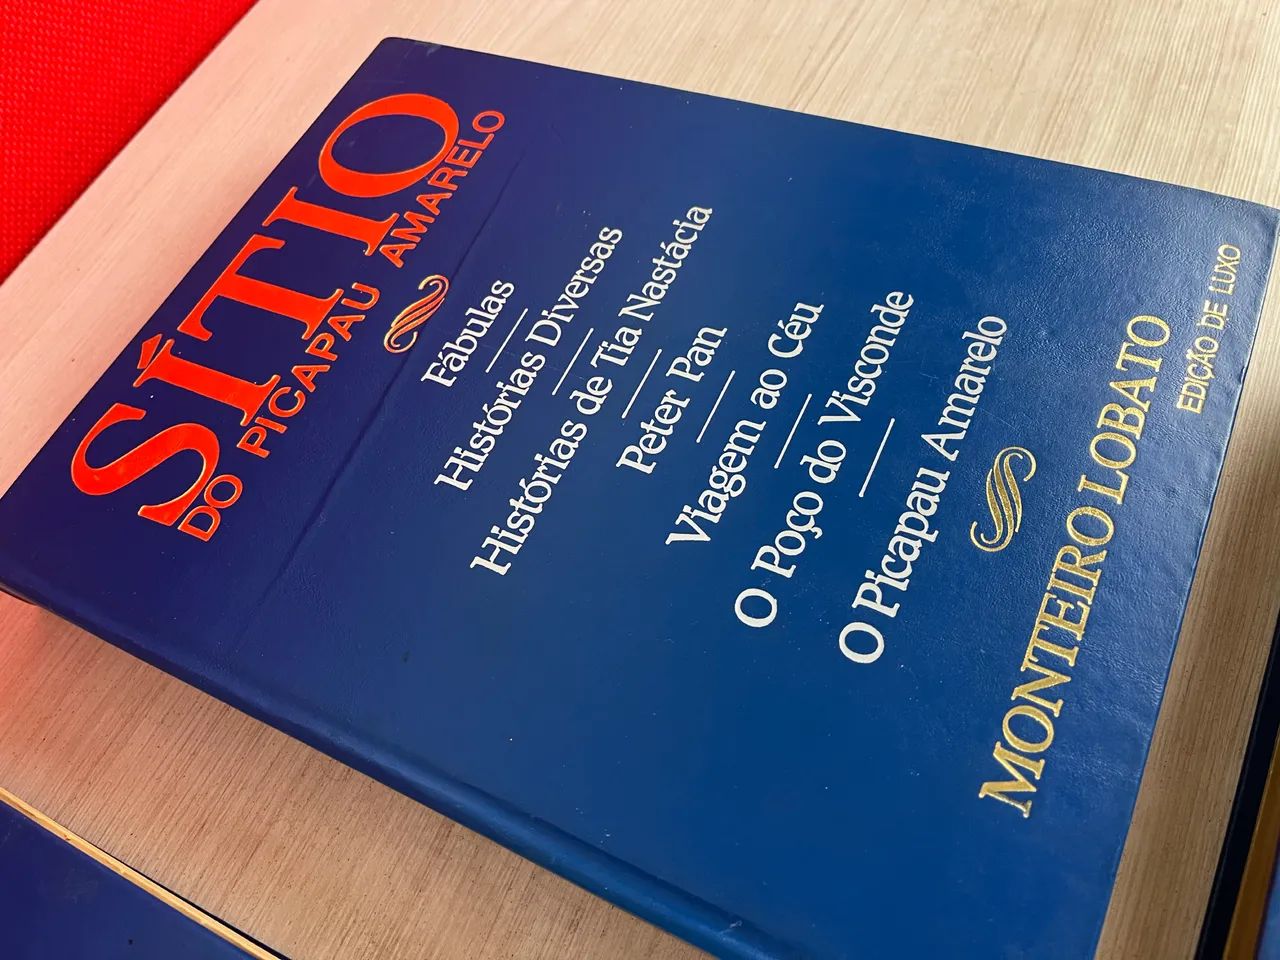 SÍTIO
DO PICAPAU AMARELO
Fábulas
Histórias Diversas
Histórias de Tia Nastácia
Peter Pan
Viagem ao Céu
O Poço do Visconde
O Picapau Amarelo
MONTEIRO LOBATO
EDIÇÃO DE LUXO